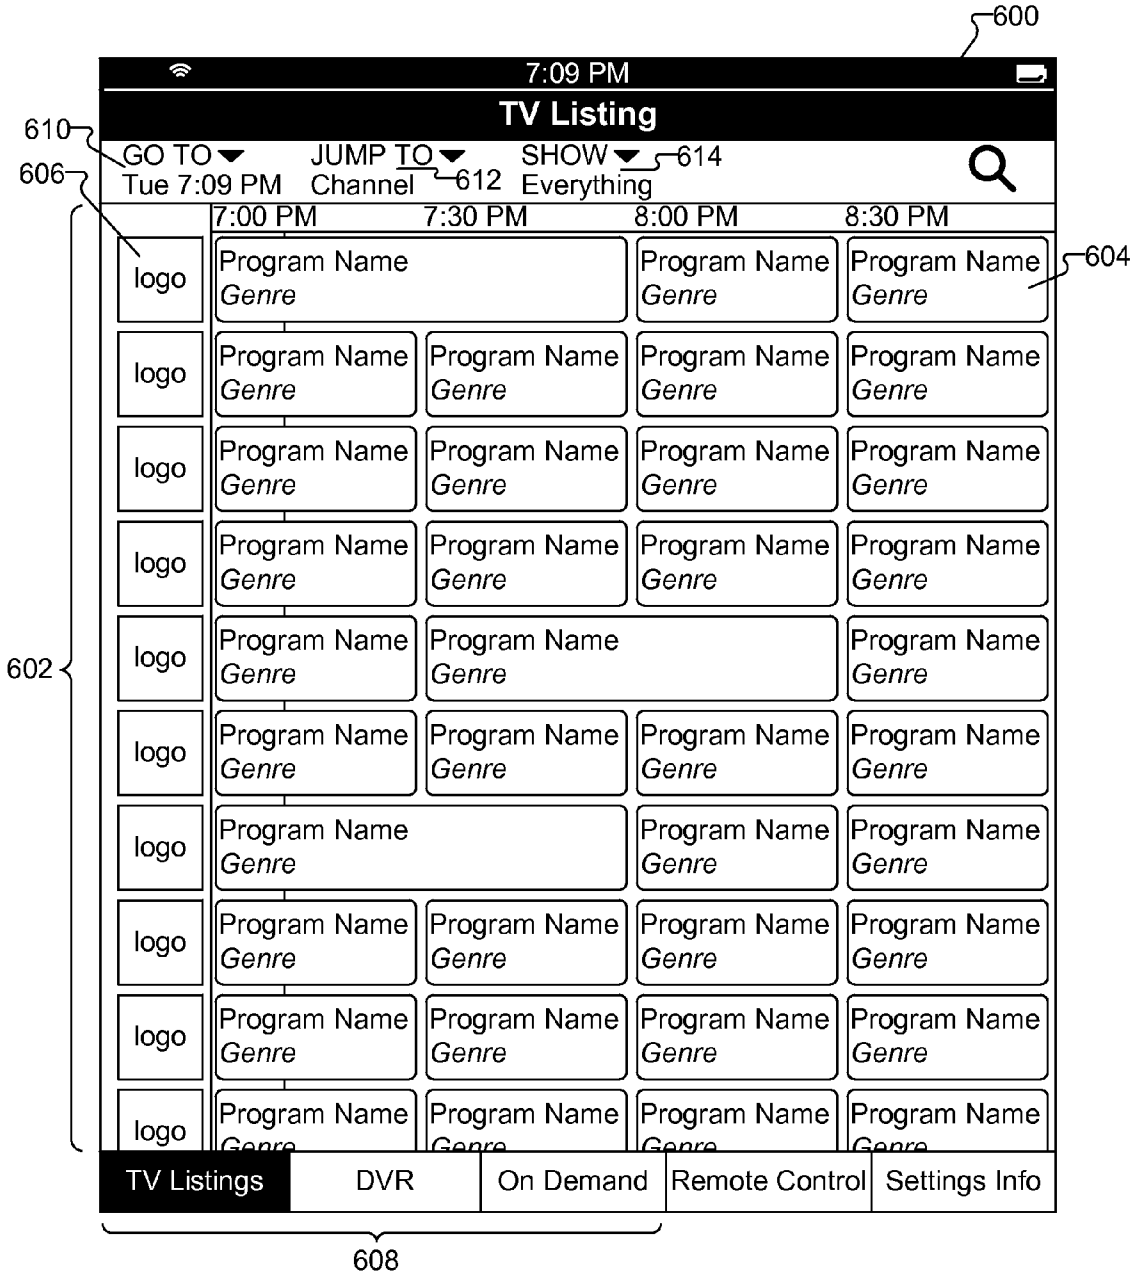 600
7:09 PM
TV Listing
610
GO TO JUMP TO SHOW 614
606
Tue 7:09 PM Channel 612 Everything
7:00 PM 7:30 PM 8:00 PM 8:30 PM
logo Program Name Program Name Program Name 604
Genre Genre Genre
logo Program Name Program Name Program Name Program Name
Genre Genre Genre Genre
logo Program Name Program Name Program Name Program Name
Genre Genre Genre Genre
logo Program Name Program Name Program Name Program Name
Genre Genre Genre Genre
602
logo Program Name Program Name Program Name
Genre Genre Genre
logo Program Name Program Name Program Name Program Name
Genre Genre Genre Genre
logo Program Name Program Name Program Name
Genre Genre Genre
logo Program Name Program Name Program Name Program Name
Genre Genre Genre Genre
logo Program Name Program Name Program Name Program Name
Genre Genre Genre Genre
logo Program Name Program Name Program Name Program Name
Genre Genre Genre Genre
TV Listings DVR On Demand Remote Control Settings Info
608